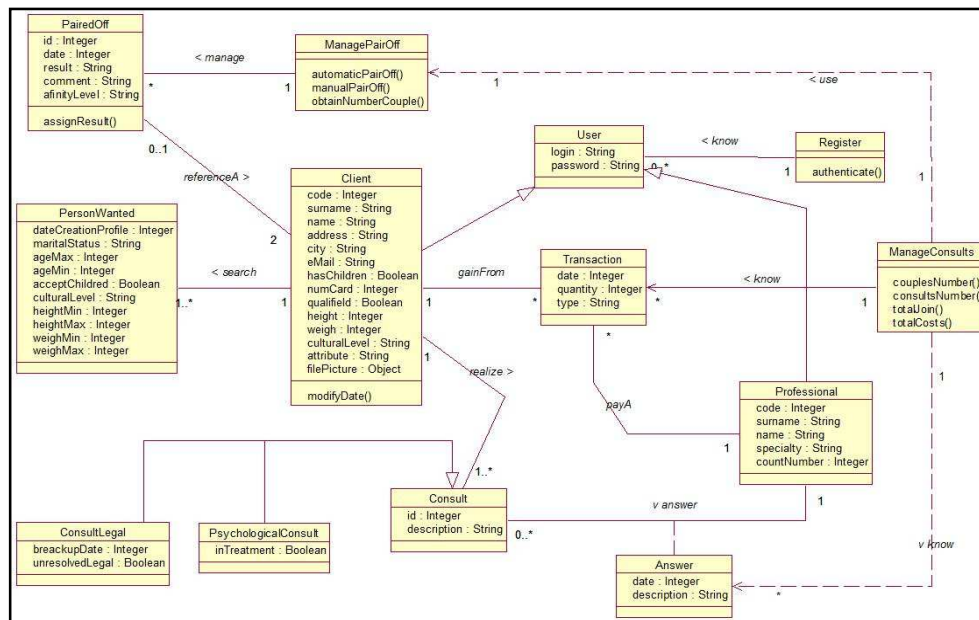 PairedOff
id : Integer
date : Integer
result : String
comment : String
afinityLevel : String
assignResult()
< manage
*
1
ManagePairOff
automaticPairOff()
manualPairOff()
obtainNumberCouple()
1
< use
1
0..1
referenceA >
2
User
login : String
password : String
0..*
< know
1
Register
authenticate()
PersonWanted
dateCreationProfile : Integer
maritalStatus : String
ageMax : Integer
ageMin : Integer
acceptChildred : Boolean
culturalLevel : String
heightMin : Integer
heightMax : Integer
weighMin : Integer
weighMax : Integer
< search
1..*
1
Client
code : Integer
surname : String
name : String
address : String
city : String
eMail : String
hasChildren : Boolean
numCard : Integer
qualifield : Boolean
height : Integer
weigh : Integer
culturalLevel : String
attribute : String
filePicture : Object
modifyDate()
gainFrom
1
*
Transaction
date : Integer
quantity : Integer
type : String
< know
*
1
ManageConsults
couplesNumber()
consultsNumber()
totalJoin()
totalCosts()
1
realize >
1..*
*
payA
1
Professional
code : Integer
surname : String
name : String
specialty : String
countNumber : Integer
1
1
v know
*
ConsultLegal
breackupDate : Integer
unresolvedLegal : Boolean
PsychologicalConsult
inTreatment : Boolean
Consult
id : Integer
description : String
0..*
v answer
Answer
date : Integer
description : String